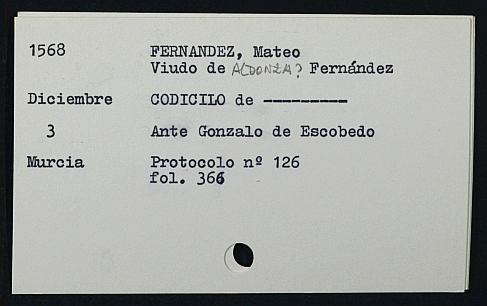 1568 FERNANDEZ, Mateo
Viudo de ALDONZA? Fernández
Diciembre CODICILO de ---------
3 Ante Gonzalo de Escobedo
Murcia Protocolo nº 126
fol. 366